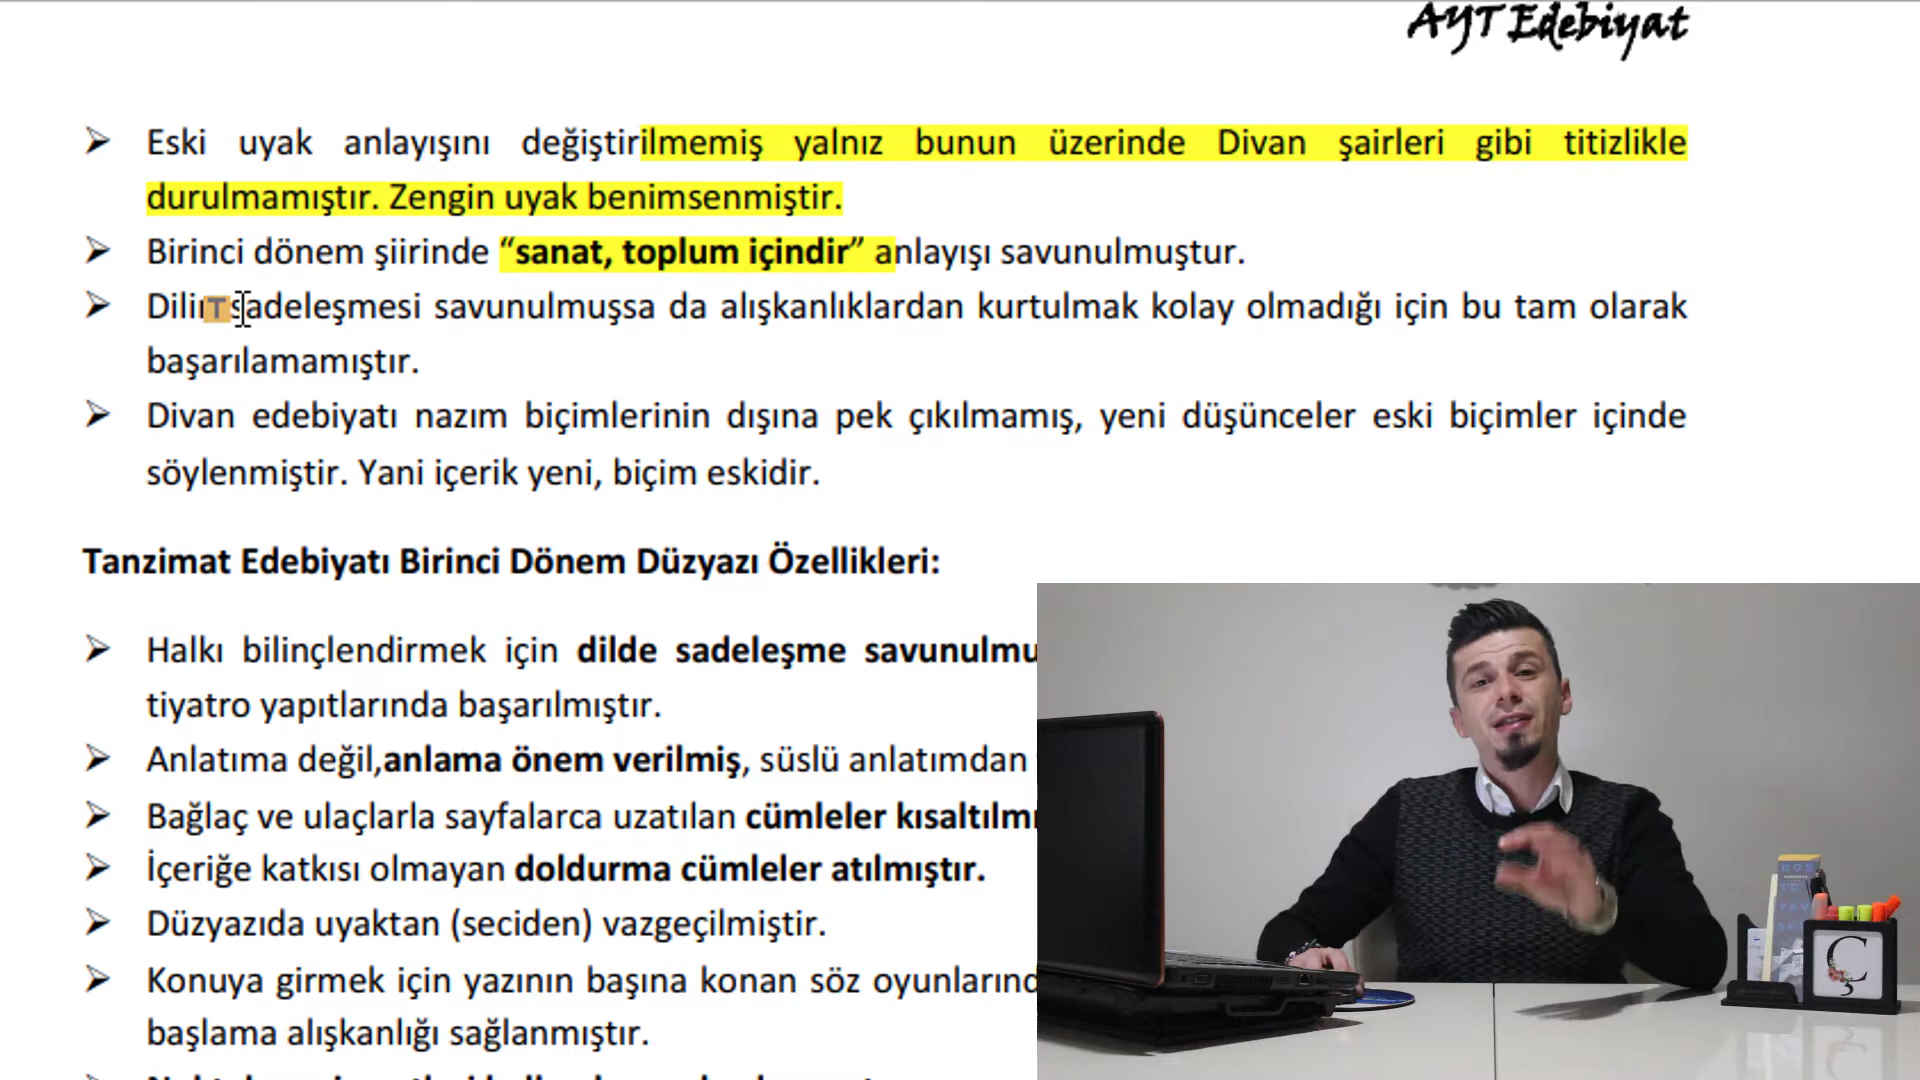 AYT Edebiyat
➢ Eski uyak anlayışını değiştirilmemiş yalnız bunun üzerinde Divan şairleri gibi titizlikle
durulmamıştır. Zengin uyak benimsenmiştir.
➢ Birinci dönem şiirinde “sanat, toplum içindir” anlayışı savunulmuştur.
➢ Dilin sadeleşmesi savunulmuşsa da alışkanlıklardan kurtulmak kolay olmadığı için bu tam olarak
başarılamamıştır.
➢ Divan edebiyatı nazım biçimlerinin dışına pek çıkılmamış, yeni düşünceler eski biçimler içinde
söylenmiştir. Yani içerik yeni, biçim eskidir.
Tanzimat Edebiyatı Birinci Dönem Düzyazı Özellikleri:
➢ Halkı bilinçlendirmek için dilde sadeleşme savunulmu
tiyatro yapıtlarında başarılmıştır.
➢ Anlatıma değil,anlama önem verilmiş, süslü anlatımdan
➢ Bağlaç ve ulaçlarla sayfalarca uzatılan cümleler kısaltılmı
➢ İçeriğe katkısı olmayan doldurma cümleler atılmıştır.
➢ Düzyazıda uyaktan (seciden) vazgeçilmiştir.
➢ Konuya girmek için yazının başına konan söz oyunlarınd
başlama alışkanlığı sağlanmıştır.
Ç